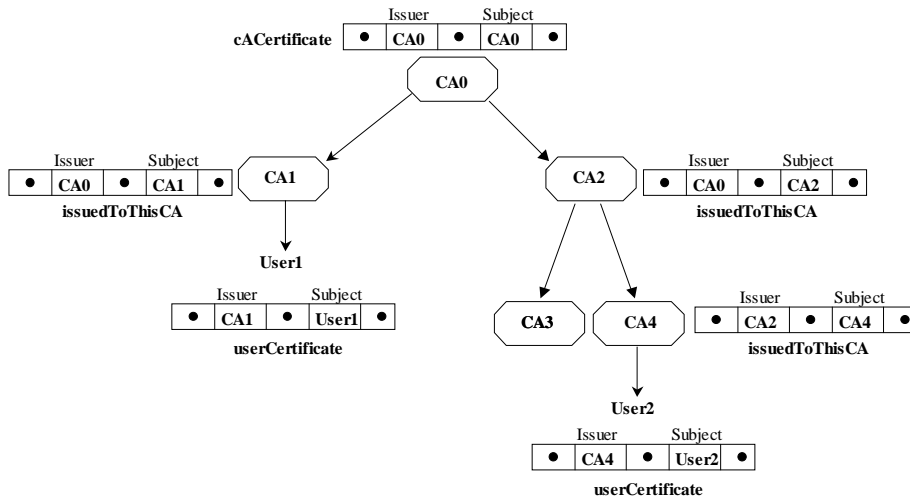 Issuer Subject
cACertificate ● CA0 ● CA0 ●
CA0
Issuer Subject
● CA0 ● CA1 ●
issuedToThisCA
CA1
CA2
Issuer Subject
● CA0 ● CA2 ●
issuedToThisCA
User1
Issuer Subject
● CA1 ● User1 ●
userCertificate
CA3
CA4
Issuer Subject
● CA2 ● CA4 ●
issuedToThisCA
User2
Issuer Subject
● CA4 ● User2 ●
userCertificate